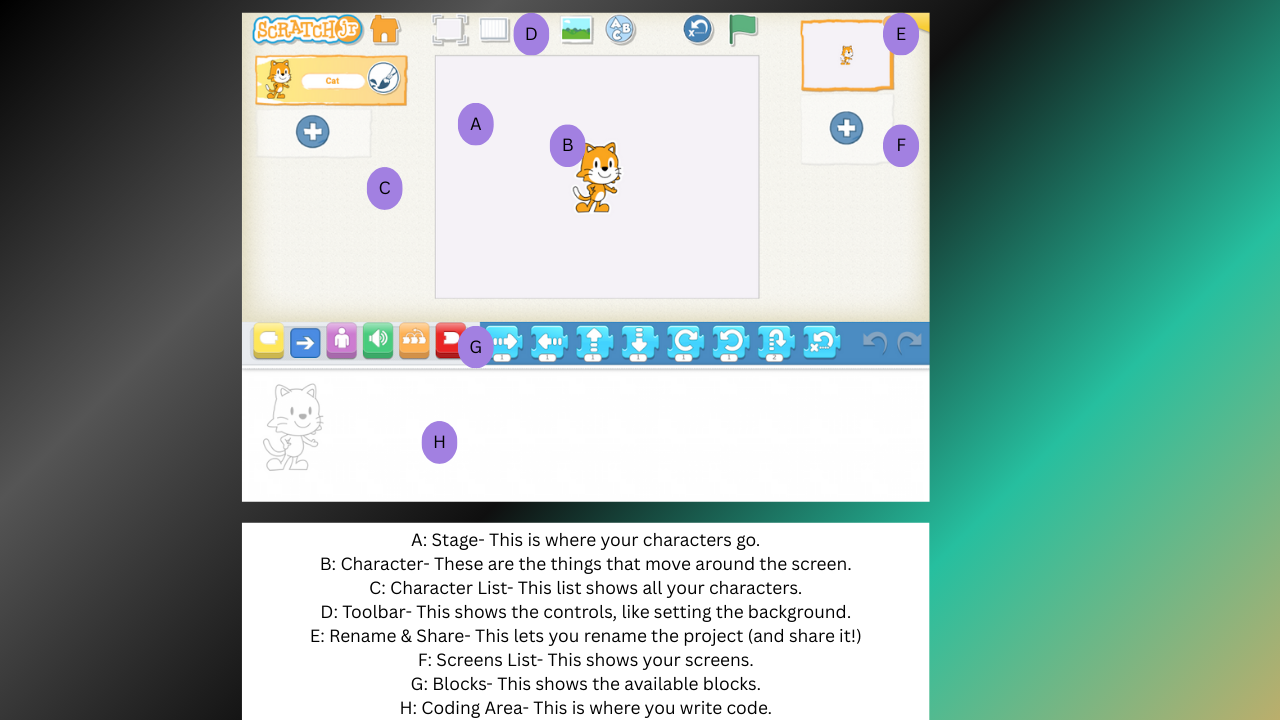 SCRATCH Jr
D
A B C
E
Cat
A
B
F
C
G
1
1
1
1
1
1
2
H
A: Stage- This is where your characters go.
B: Character- These are the things that move around the screen.
C: Character List- This list shows all your characters.
D: Toolbar- This shows the controls, like setting the background.
E: Rename & Share- This lets you rename the project (and share it!)
F: Screens List- This shows your screens.
G: Blocks- This shows the available blocks.
H: Coding Area- This is where you write code.